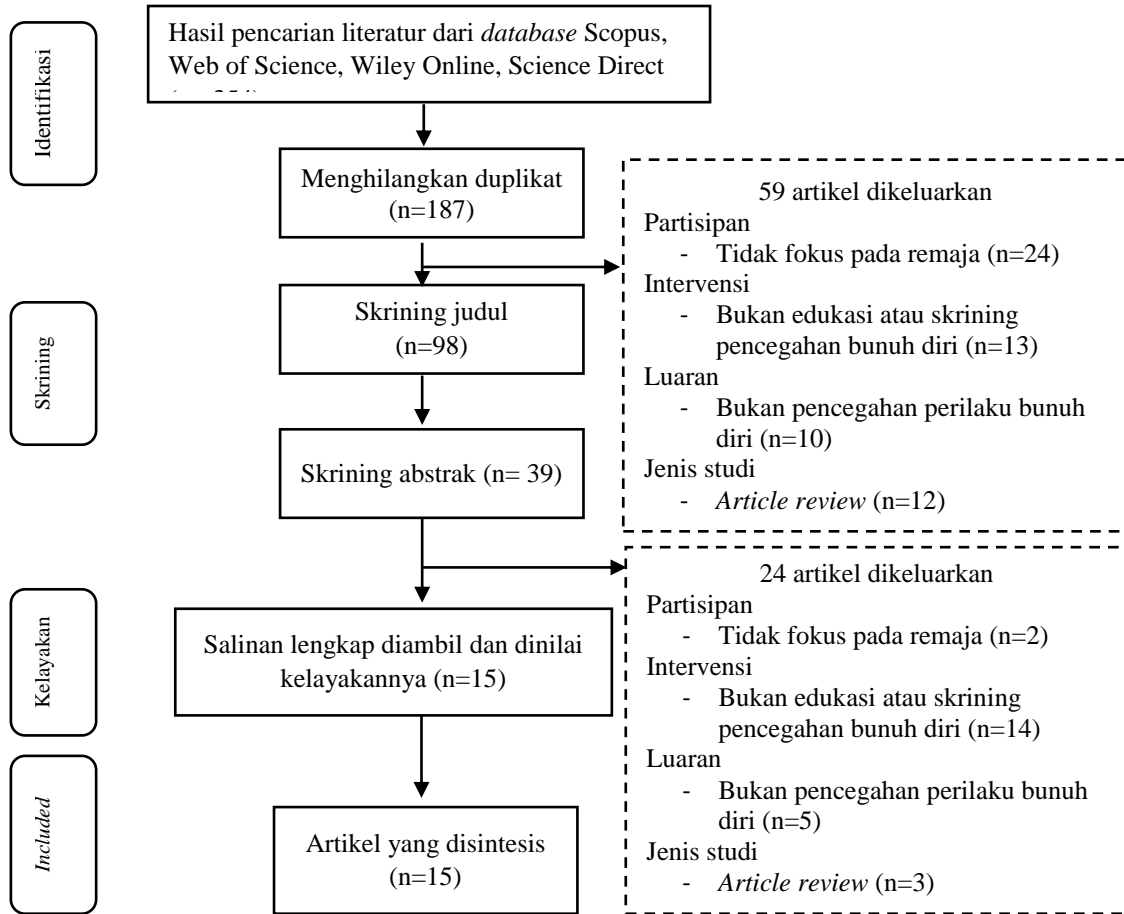 Identifikasi
Hasil pencarian literatur dari database Scopus,
Web of Science, Wiley Online, Science Direct
Menghilangkan duplikat
(n=187)
59 artikel dikeluarkan
Partisipan
- Tidak fokus pada remaja (n=24)
Intervensi
- Bukan edukasi atau skrining
pencegahan bunuh diri (n=13)
Luaran
- Bukan pencegahan perilaku bunuh
diri (n=10)
Jenis studi
- Article review (n=12)
Skrining
Skrining judul
(n=98)
Skrining abstrak (n= 39)
24 artikel dikeluarkan
Partisipan
- Tidak fokus pada remaja (n=2)
Intervensi
- Bukan edukasi atau skrining
pencegahan bunuh diri (n=14)
Luaran
- Bukan pencegahan perilaku bunuh
diri (n=5)
Jenis studi
- Article review (n=3)
Kelayakan
Salinan lengkap diambil dan dinilai
kelayakannya (n=15)
Included
Artikel yang disintesis
(n=15)